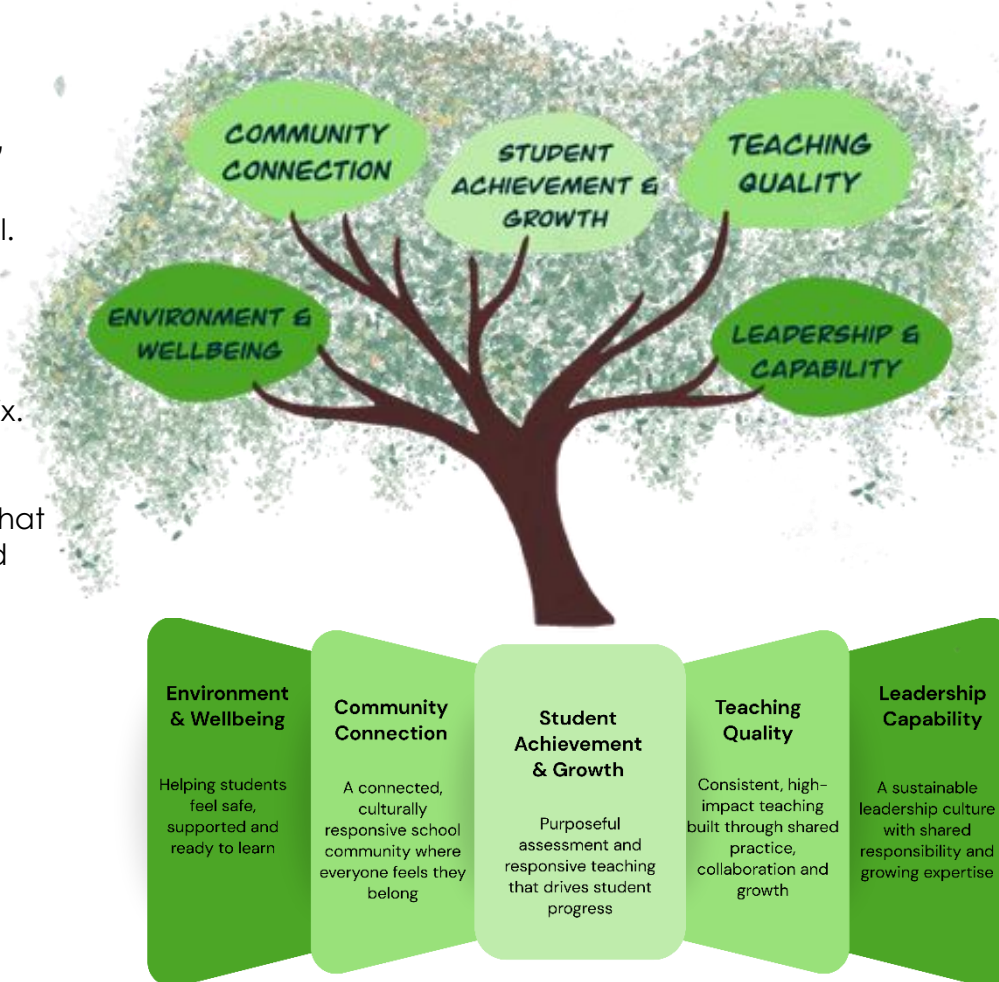 l.
x.
hat
d
COMMUNITY
CONNECTION
STUDENT
ACHIEVEMENT &
GROWTH
TEACHING
QUALITY
ENVIRONMENT &
WELLBEING
LEADERSHIP &
CAPABILITY
Environment
& Wellbeing
Helping students
feel safe,
supported and
ready to learn
Community
Connection
A connected,
culturally
responsive school
community where
everyone feels they
belong
Student
Achievement
& Growth
Purposeful
assessment and
responsive teaching
that drives student
progress
Teaching
Quality
Consistent, high-
impact teaching
built through shared
practice,
collaboration and
growth
Leadership
Capability
A sustainable
leadership culture
with shared
responsibility and
growing expertise